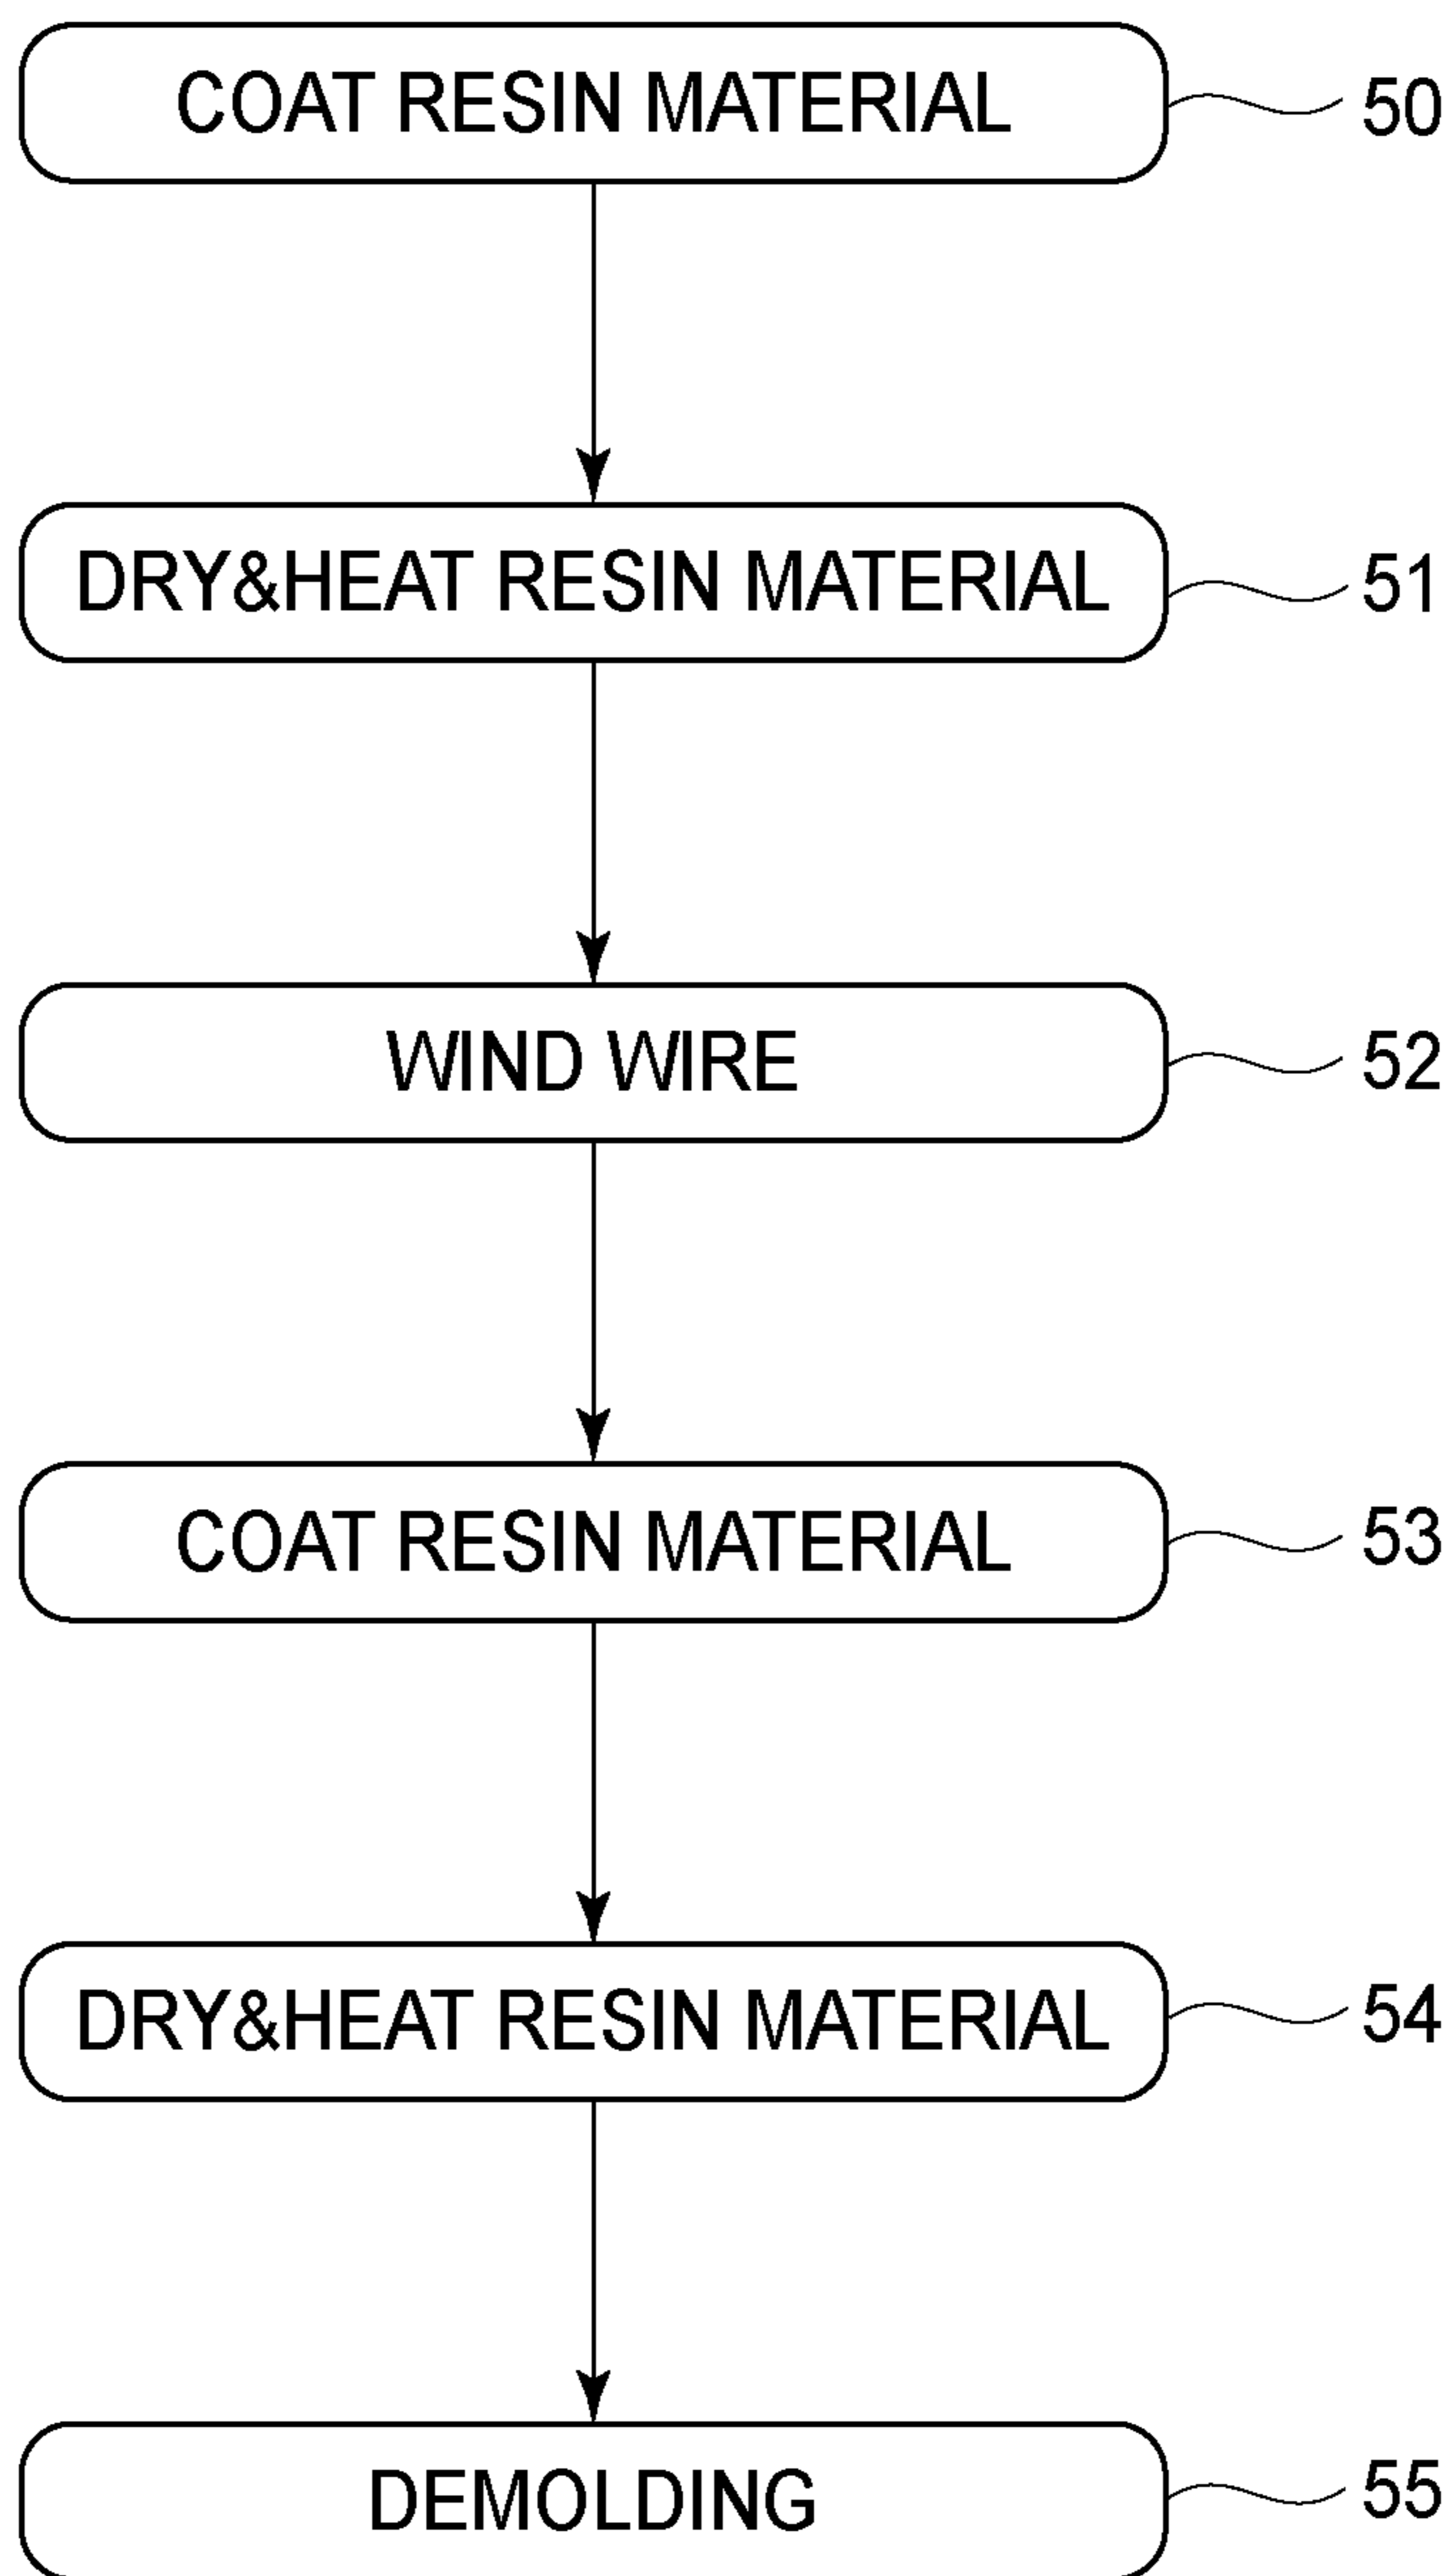 COAT RESIN MATERIAL 50
DRY&HEAT RESIN MATERIAL 51
WIND WIRE 52
COAT RESIN MATERIAL 53
DRY&HEAT RESIN MATERIAL 54
DEMOLDING 55